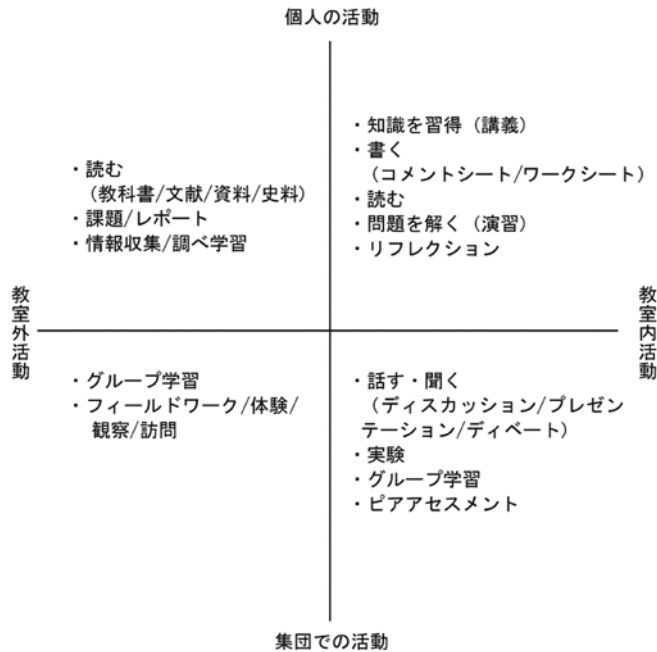 個人の活動
・読む
（教科書/文献/資料/史料）
・課題/レポート
・情報収集/調べ学習
・知識を習得（講義）
・書く
（コメントシート/ワークシート）
・読む
・問題を解く（演習）
・リフレクション
教室外活動
教室内活動
・グループ学習
・フィールドワーク/体験/
観察/訪問
・話す・聞く
（ディスカッション/プレゼン
テーション/ディベート）
・実験
・グループ学習
・ピアアセスメント
集団での活動